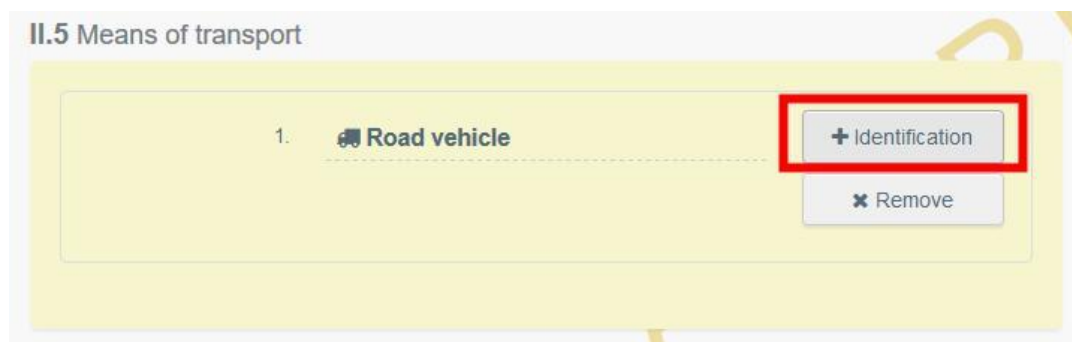 II.5 Means of transport
1. Road vehicle
+ Identification
× Remove